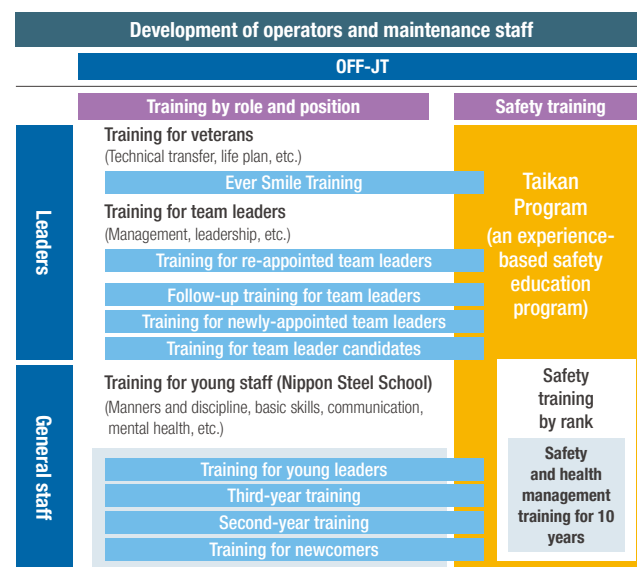 Development of operators and maintenance staff
OFF-JT
Training by role and position
Safety training
Leaders
Training for veterans
(Technical transfer, life plan, etc.)
Ever Smile Training
Training for team leaders
(Management, leadership, etc.)
Training for re-appointed team leaders
Follow-up training for team leaders
Training for newly-appointed team leaders
Training for team leader candidates
General staff
Training for young staff (Nippon Steel School)
(Manners and discipline, basic skills, communication,
mental health, etc.)
Training for young leaders
Third-year training
Second-year training
Training for newcomers
Taikan
Program
(an experience-
based safety
education
program)
Safety
training
by rank
Safety
and health
management
training for 10
years